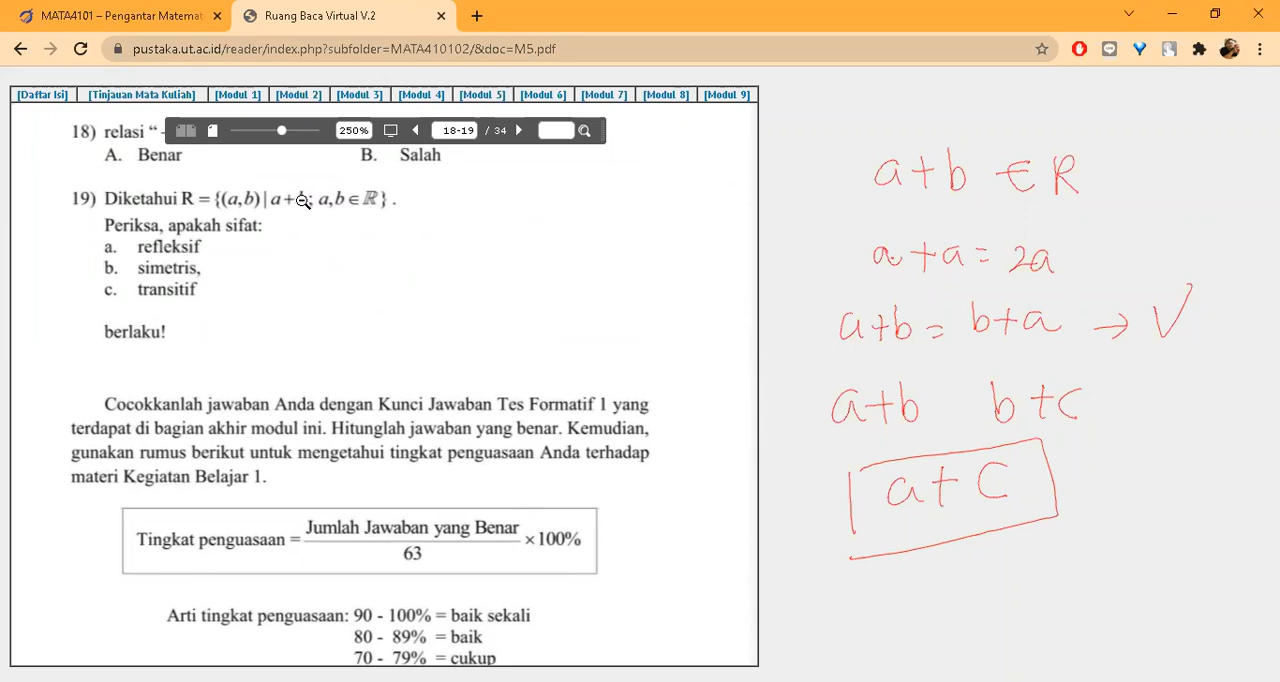 MATA4101 – Pengantar Matemat
Ruang Baca Virtual V.2
pustaka.ut.ac.id/reader/index.php?subfolder=MATA410102/&doc=M5.pdf
[Daftar Isi] [Tinjauan Mata Kuliah] [Modul 1] [Modul 2] [Modul 3] [Modul 4] [Modul 5] [Modul 6] [Modul 7] [Modul 8] [Modul 9]
250% 18-19 / 34
18) relasi “
A. Benar B. Salah
19) Diketahui R = {(a,b) | a+ ; a,b ∈ ℝ} .
Periksa, apakah sifat:
a. refleksif
b. simetris,
c. transitif
berlaku!
Cocokkanlah jawaban Anda dengan Kunci Jawaban Tes Formatif 1 yang
terdapat di bagian akhir modul ini. Hitunglah jawaban yang benar. Kemudian,
gunakan rumus berikut untuk mengetahui tingkat penguasaan Anda terhadap
materi Kegiatan Belajar 1.
Jumlah Jawaban yang Benar
Tingkat penguasaan = ×100%
63
Arti tingkat penguasaan: 90 - 100% = baik sekali
80 - 89% = baik
70 - 79% = cukup
a+b ∈ R
a+a = 2a
a+b = b+a → √
a+b b+c
a+c